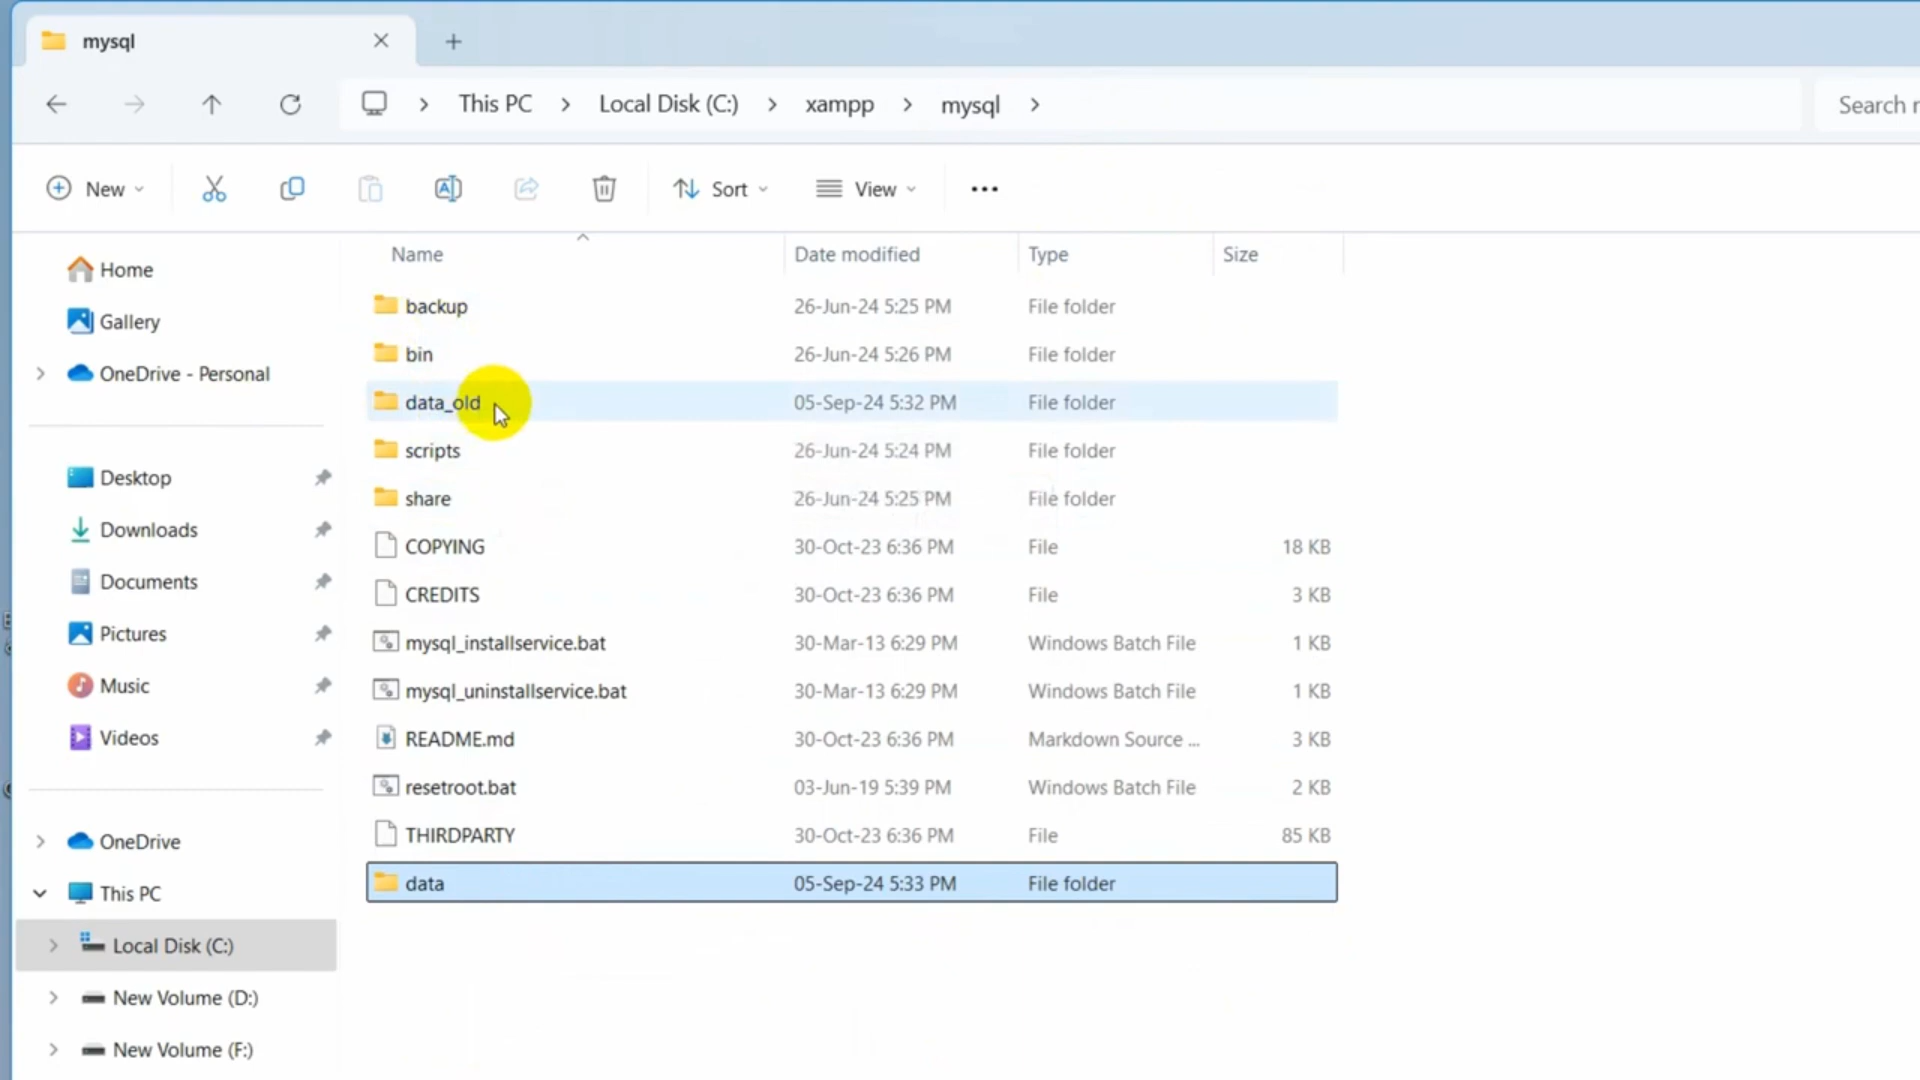 mysql
This PC > Local Disk (C:) > xampp > mysql >
Search
New
Sort
View
Name Date modified Type Size
Home
Gallery
OneDrive - Personal
Desktop
Downloads
Documents
Pictures
Music
Videos
OneDrive
This PC
Local Disk (C:)
New Volume (D:)
New Volume (F:)
backup 26-Jun-24 5:25 PM File folder
bin 26-Jun-24 5:26 PM File folder
data_old 05-Sep-24 5:32 PM File folder
scripts 26-Jun-24 5:24 PM File folder
share 26-Jun-24 5:25 PM File folder
COPYING 30-Oct-23 6:36 PM File 18 KB
CREDITS 30-Oct-23 6:36 PM File 3 KB
mysql_installservice.bat 30-Mar-13 6:29 PM Windows Batch File 1 KB
mysql_uninstallservice.bat 30-Mar-13 6:29 PM Windows Batch File 1 KB
README.md 30-Oct-23 6:36 PM Markdown Source ... 3 KB
resetroot.bat 03-Jun-19 5:39 PM Windows Batch File 2 KB
THIRDPARTY 30-Oct-23 6:36 PM File 85 KB
data 05-Sep-24 5:33 PM File folder